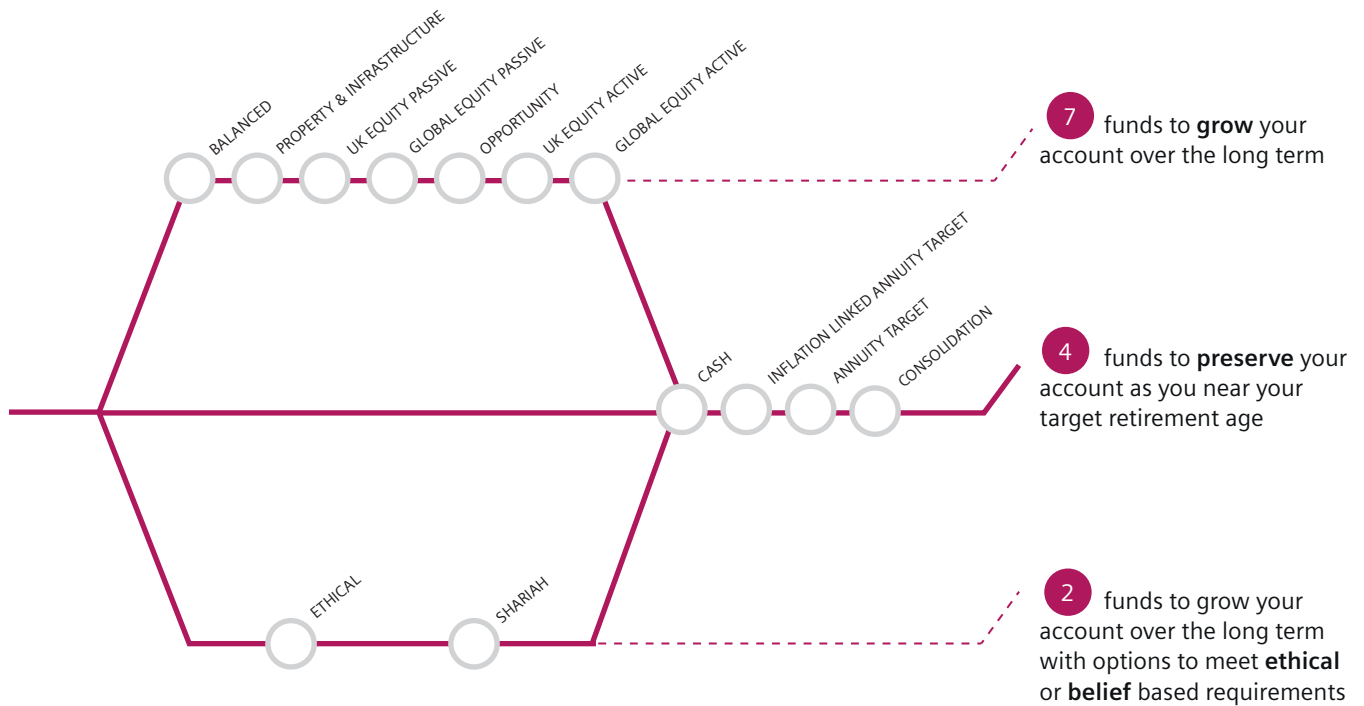 BALANCED
PROPERTY & INFRASTRUCTURE
UK EQUITY PASSIVE
GLOBAL EQUITY PASSIVE
OPPORTUNITY
UK EQUITY ACTIVE
GLOBAL EQUITY ACTIVE
7 funds to grow your
account over the long term
CASH
INFLATION LINKED ANNUITY TARGET
ANNUITY TARGET
CONSOLIDATION
4 funds to preserve your
account as you near your
target retirement age
ETHICAL
SHARIAH
2 funds to grow your
account over the long term
with options to meet ethical
or belief based requirements